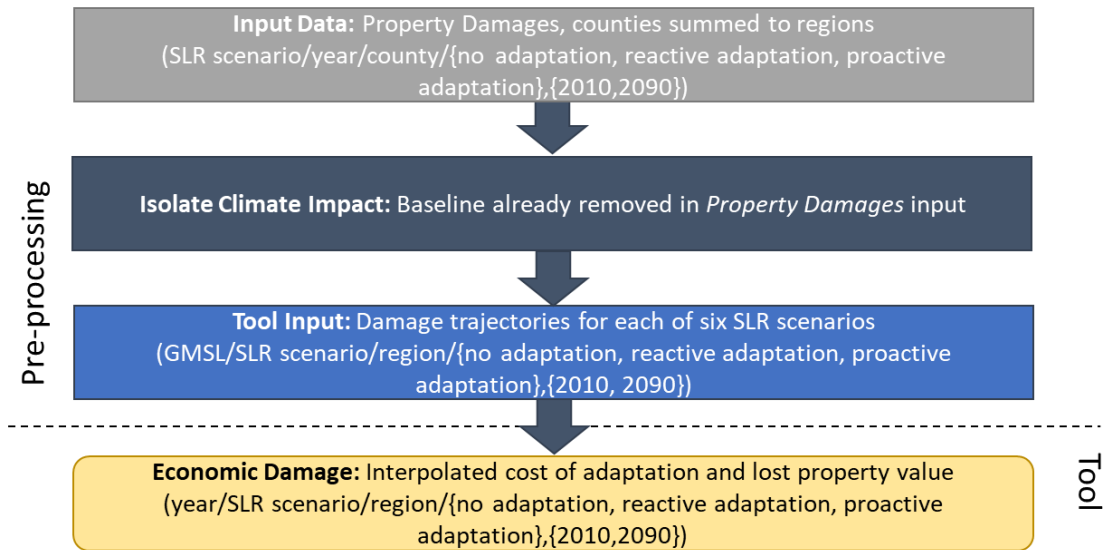 Input Data: Property Damages, counties summed to regions
(SLR scenario/year/county/{no adaptation, reactive adaptation, proactive
adaptation},{2010,2090})
Isolate Climate Impact: Baseline already removed in Property Damages input
Pre-processing
Tool Input: Damage trajectories for each of six SLR scenarios
(GMSL/SLR scenario/region/{no adaptation, reactive adaptation, proactive
adaptation},{2010, 2090})
Economic Damage: Interpolated cost of adaptation and lost property value
(year/SLR scenario/region/{no adaptation, reactive adaptation, proactive
adaptation},{2010,2090})
Tool